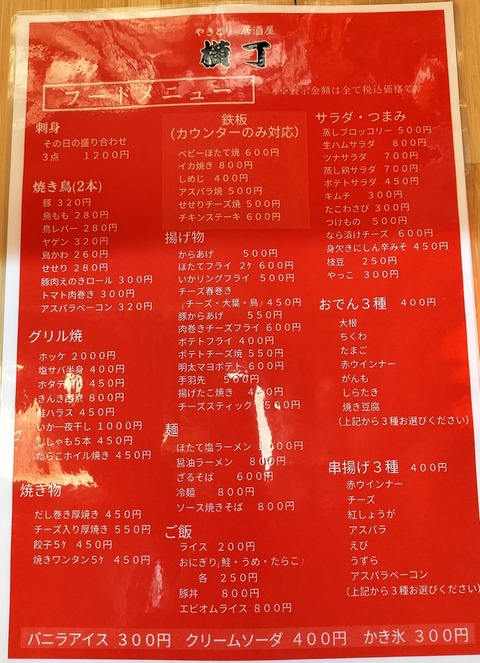 やきとり 居酒屋
横丁
フードメニュー
※表示金額は全て税込価格です
刺身
その日の盛り合わせ
3点 1200円
焼き鳥(2本)
豚 320円
鳥もも 280円
鳥レバー 280円
ヤゲン 320円
鳥かわ 260円
せせり 280円
豚肉えのきロール 300円
トマト肉巻き 300円
アスパラベーコン 320円
グリル焼
ホッケ 2000円
塩サバ半身 400円
ホタテ 450円
きんき西京 800円
鮭ハラス 450円
いか一夜干し 1000円
ししゃも5本 450円
たらこホイル焼き 450円
焼き物
だし巻き厚焼き 450円
チーズ入り厚焼き 550円
餃子5ヶ 450円
焼きワンタン5ヶ 450円
鉄板
(カウンターのみ対応)
ベビーほたて焼 600円
イカ焼き 800円
しめじ 400円
アスパラ焼 500円
せせりチーズ焼 500円
チキンステーキ 600円
揚げ物
からあげ 500円
ほたてフライ 2ヶ 600円
いかリングフライ 500円
チーズ春巻き
(チーズ・大葉・鳥) 450円
豚からあげ 550円
肉巻きチーズフライ 600円
ポテトフライ 400円
ポテトチーズ焼 550円
明太マヨポテト 600円
手羽先 500円
揚げたこ焼き 450円
チーズスティック 550円
麺
ほたて塩ラーメン 1000円
醤油ラーメン 800円
ざるそば 600円
冷麺 800円
ソース焼きそば 800円
ご飯
ライス 200円
おにぎり(鮭・うめ・たらこ)
各 250円
豚丼 800円
エビオムライス 800円
サラダ・つまみ
蒸しブロッコリー 500円
生ハムサラダ 800円
ツナサラダ 700円
蒸し鶏サラダ 700円
ポテトサラダ 450円
キムチ 300円
たこわさび 300円
つけもの 500円
なら漬けチーズ 600円
身欠きにしん辛みそ 450円
枝豆 250円
やっこ 300円
おでん3種 400円
大根
ちくわ
たまご
赤ウインナー
がんも
しらたき
焼き豆腐
(上記から3種お選びください)
串揚げ3種 400円
赤ウインナー
チーズ
紅しょうが
アスパラ
えび
うずら
アスパラベーコン
(上記から3種お選びください)
バニラアイス 300円 クリームソーダ 400円 かき氷 300円